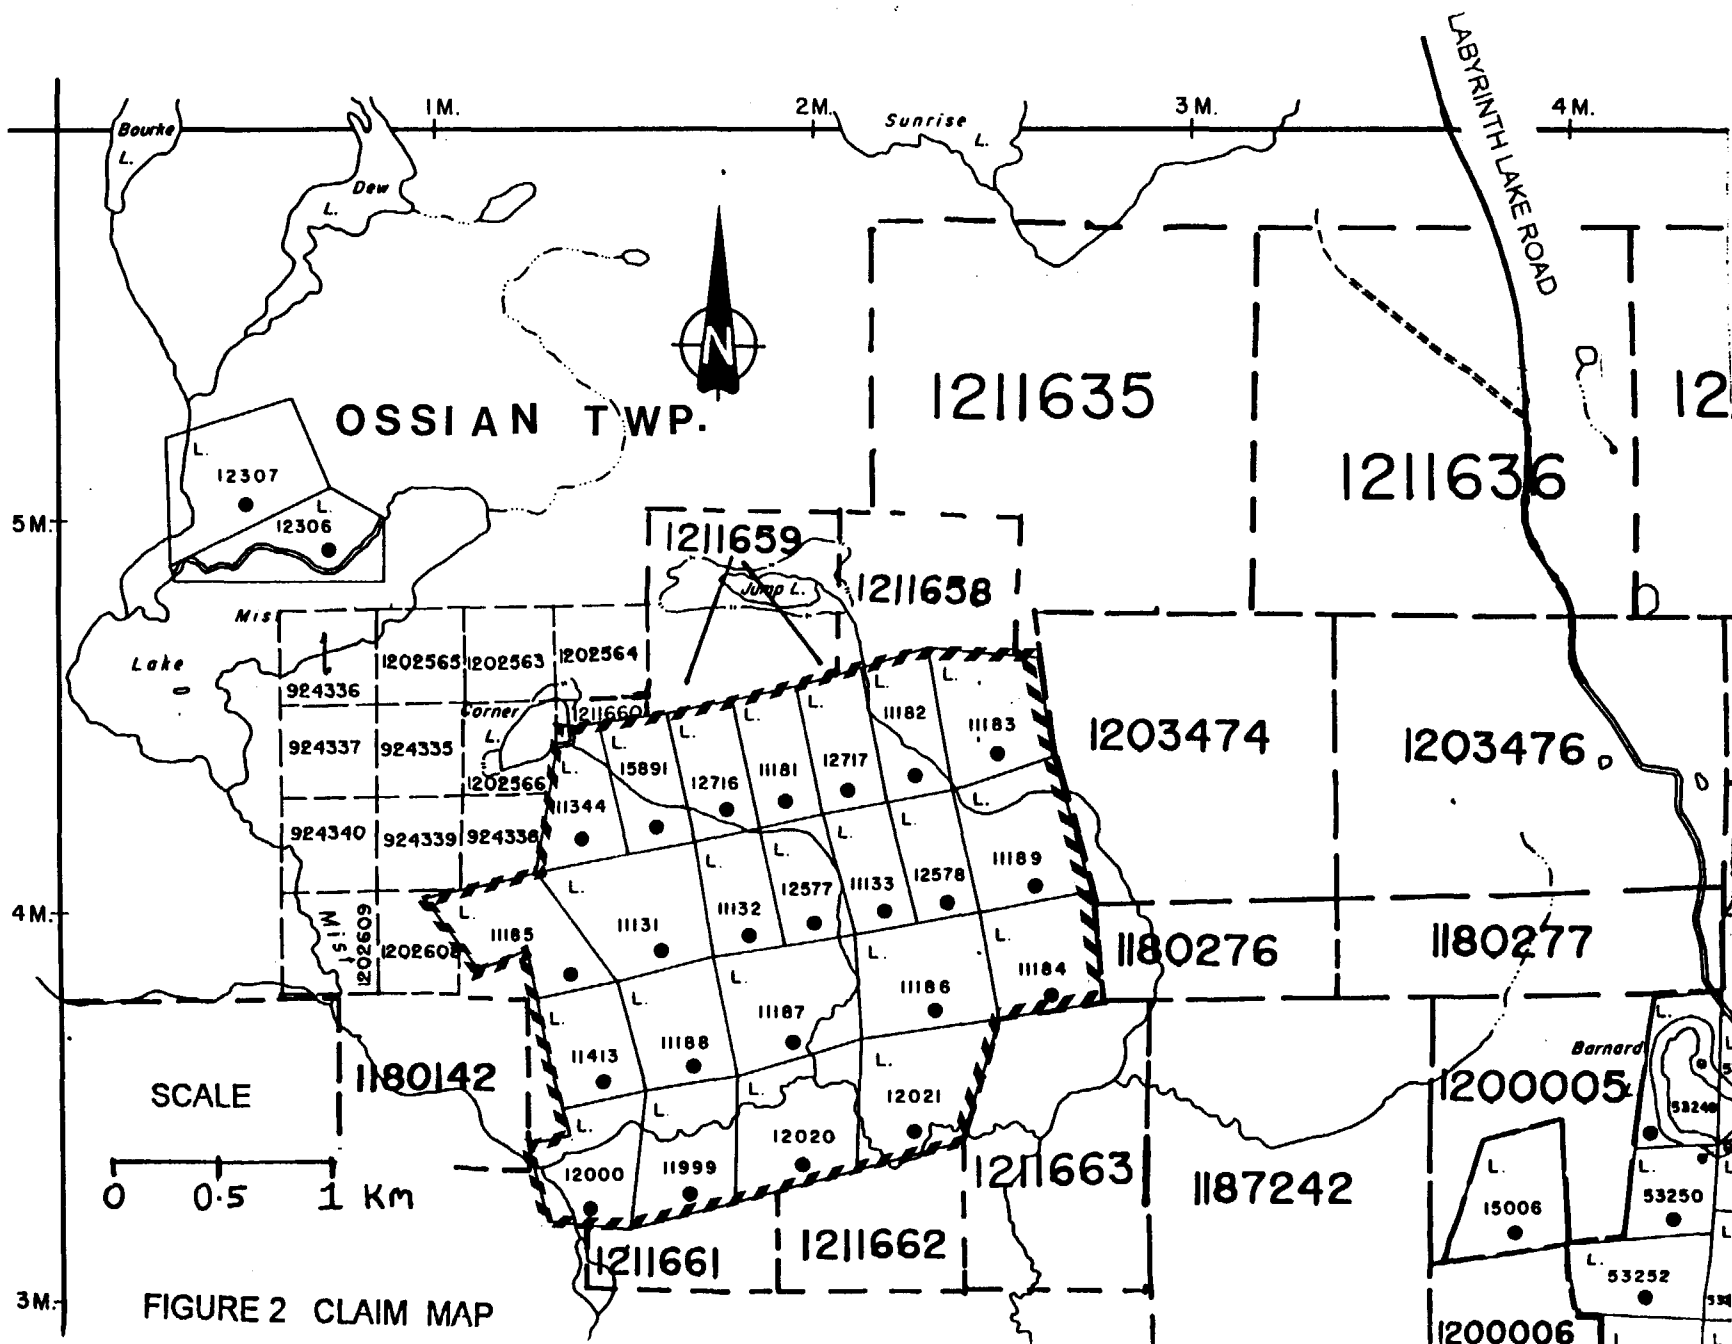 LABYRINTH LAKE ROAD
1M.
2M.
3M.
4M.
Bourke
L.
Sunrise
L.
Dew
L.
N
OSSIAN TWP.
1211635
1211636
12
L.
12307
L.
12306
5M.
1211659
Jump L.
1211658
Mist
Lake
1202565
1202563
1202564
924336
Corner
L.
1211660
924337
924335
1202566
924340
924339
924338
1203474
1203476
L.
11182
L.
11183
L.
15891
L.
12716
L.
11181
L.
12717
L.
11344
L.
11189
L.
12577
L.
11133
L.
12578
L.
11132
L.
11131
4M.
L.
11185
Mist
1202609
1202608
1180276
1180277
L.
11184
L.
11186
L.
11187
L.
11188
L.
11413
1180142
SCALE
0 0.5 1 Km
L.
12021
L.
12020
L.
11999
L.
12000
1211663
1187242
Barnard
L.
1200005
53248
L.
15006
L.
53250
L.
53252
1211661
1211662
3M.
FIGURE 2 CLAIM MAP
1200006
L.